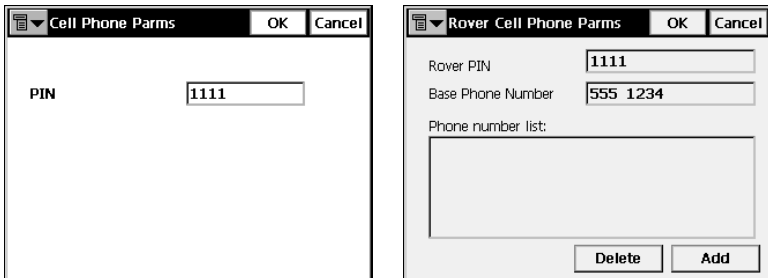 Cell Phone Parms OK Cancel
PIN 1111
Rover Cell Phone Parms OK Cancel
Rover PIN 1111
Base Phone Number 555 1234
Phone number list:
Delete Add